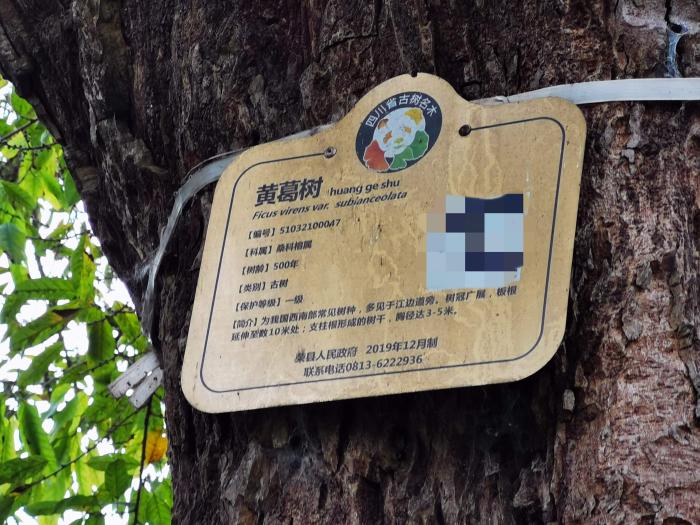 四川省古树名木
黄葛树 huang ge shu
Ficus virens var. subianceolata
【编号】51032100047
【科属】桑科榕属
【树龄】500年
【类别】古树
【保护等级】一级
【简介】为我国西南部常见树种，多见于江边道旁。树冠广展，板根
延伸至数10米处；支柱根形成的树干，胸径达3-5米。
荣县人民政府 2019年12月制
联系电话0813-6222936